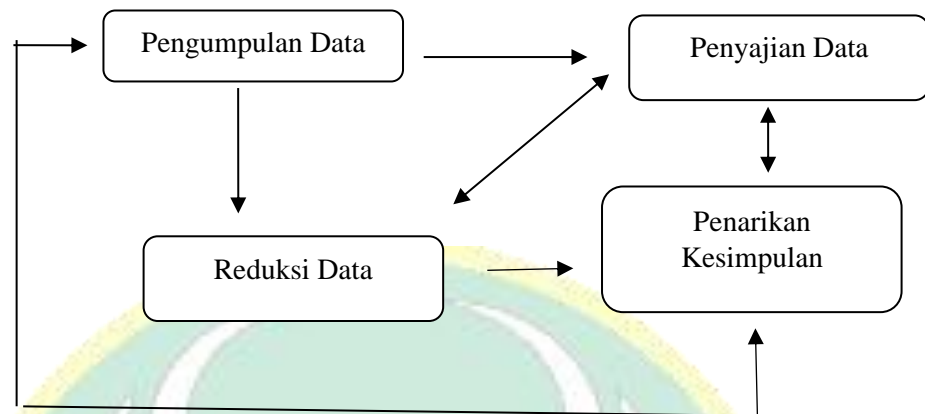 Pengumpulan Data
Penyajian Data
Reduksi Data
Penarikan
Kesimpulan